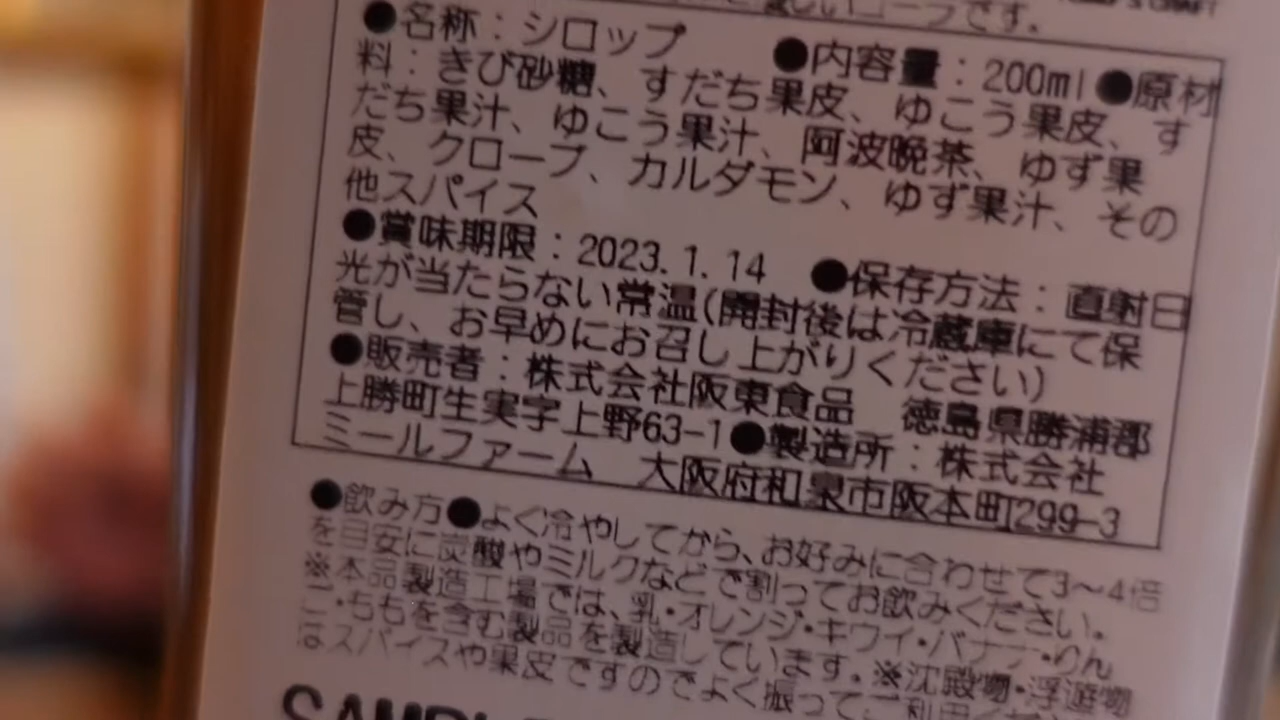 です。
●名称：シロップ　●内容量：200ml●原材
料：きび砂糖、すだち果皮、ゆこう果皮、す
だち果汁、ゆこう果汁、阿波晩茶、ゆず果
皮、クローブ、カルダモン、ゆず果汁、その
他スパイス
●賞味期限：2023.1.14　●保存方法：直射日
光が当たらない常温(開封後は冷蔵庫にて保
管し、お早めにお召し上がりください)
●販売者：株式会社阪東食品　徳島県勝浦郡
上勝町生実字上野63-1●製造所：株式会社
ミールファーム　大阪府和泉市阪本町299-3
●飲み方●よく冷やしてから、お好みに合わせて3～4倍
を目安に炭酸やミルクなどで割ってお飲みください。
※本品製造工場では、乳・オレンジ・キウイ・バナナ・りん
ご・ももを含む製品を製造しています。※沈殿物・浮遊物
はスパイスや果皮ですのでよく振ってご利用